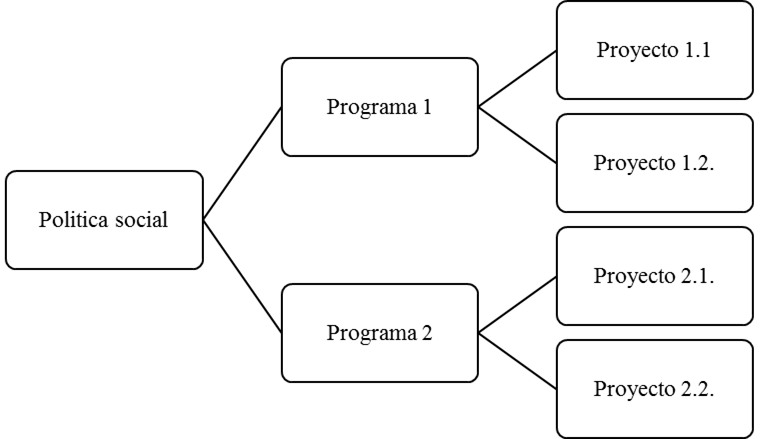 Politica social
Programa 1
Proyecto 1.1
Proyecto 1.2.
Programa 2
Proyecto 2.1.
Proyecto 2.2.